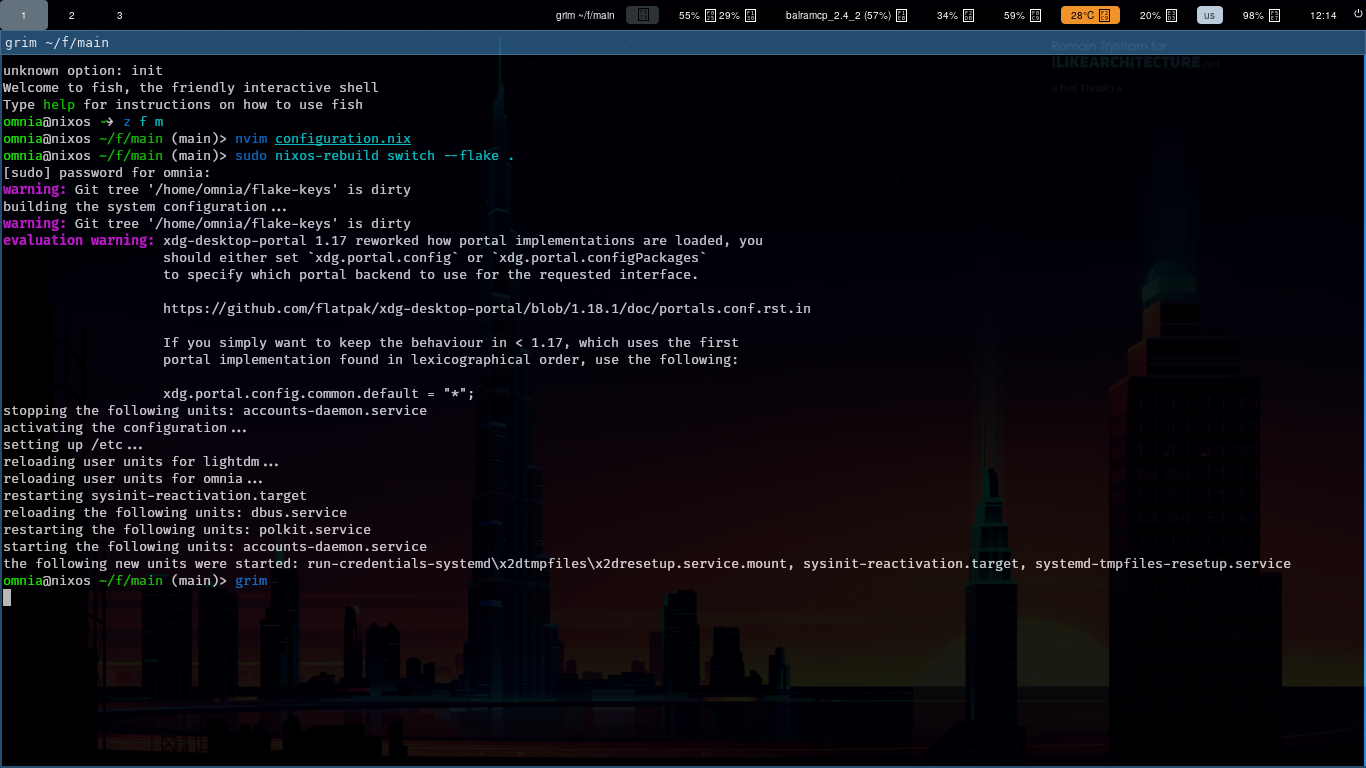 1 2 3 grim ~/f/main 55% 29% balramcp_2.4_2 (57%) 34% 59% 28°C 20% us 98% 12:14
grim ~/f/main
Romain Trystram for
ILIKEARCHITECTURE.net
unknown option: init
Welcome to fish, the friendly interactive shell
Type help for instructions on how to use fish
omnia@nixos ~> z f m
omnia@nixos ~/f/main (main)> nvim configuration.nix
omnia@nixos ~/f/main (main)> sudo nixos-rebuild switch --flake .
[sudo] password for omnia:
warning: Git tree '/home/omnia/flake-keys' is dirty
building the system configuration...
warning: Git tree '/home/omnia/flake-keys' is dirty
evaluation warning: xdg-desktop-portal 1.17 reworked how portal implementations are loaded, you
should either set `xdg.portal.config` or `xdg.portal.configPackages`
to specify which portal backend to use for the requested interface.
https://github.com/flatpak/xdg-desktop-portal/blob/1.18.1/doc/portals.conf.rst.in
If you simply want to keep the behaviour in < 1.17, which uses the first
portal implementation found in lexicographical order, use the following:
xdg.portal.config.common.default = "*";
stopping the following units: accounts-daemon.service
activating the configuration...
setting up /etc...
reloading user units for lightdm...
reloading user units for omnia...
restarting sysinit-reactivation.target
reloading the following units: dbus.service
restarting the following units: polkit.service
starting the following units: accounts-daemon.service
the following new units were started: run-credentials-systemd\x2dtmpfiles\x2dresetup.service.mount, sysinit-reactivation.target, systemd-tmpfiles-resetup.service
omnia@nixos ~/f/main (main)> grim